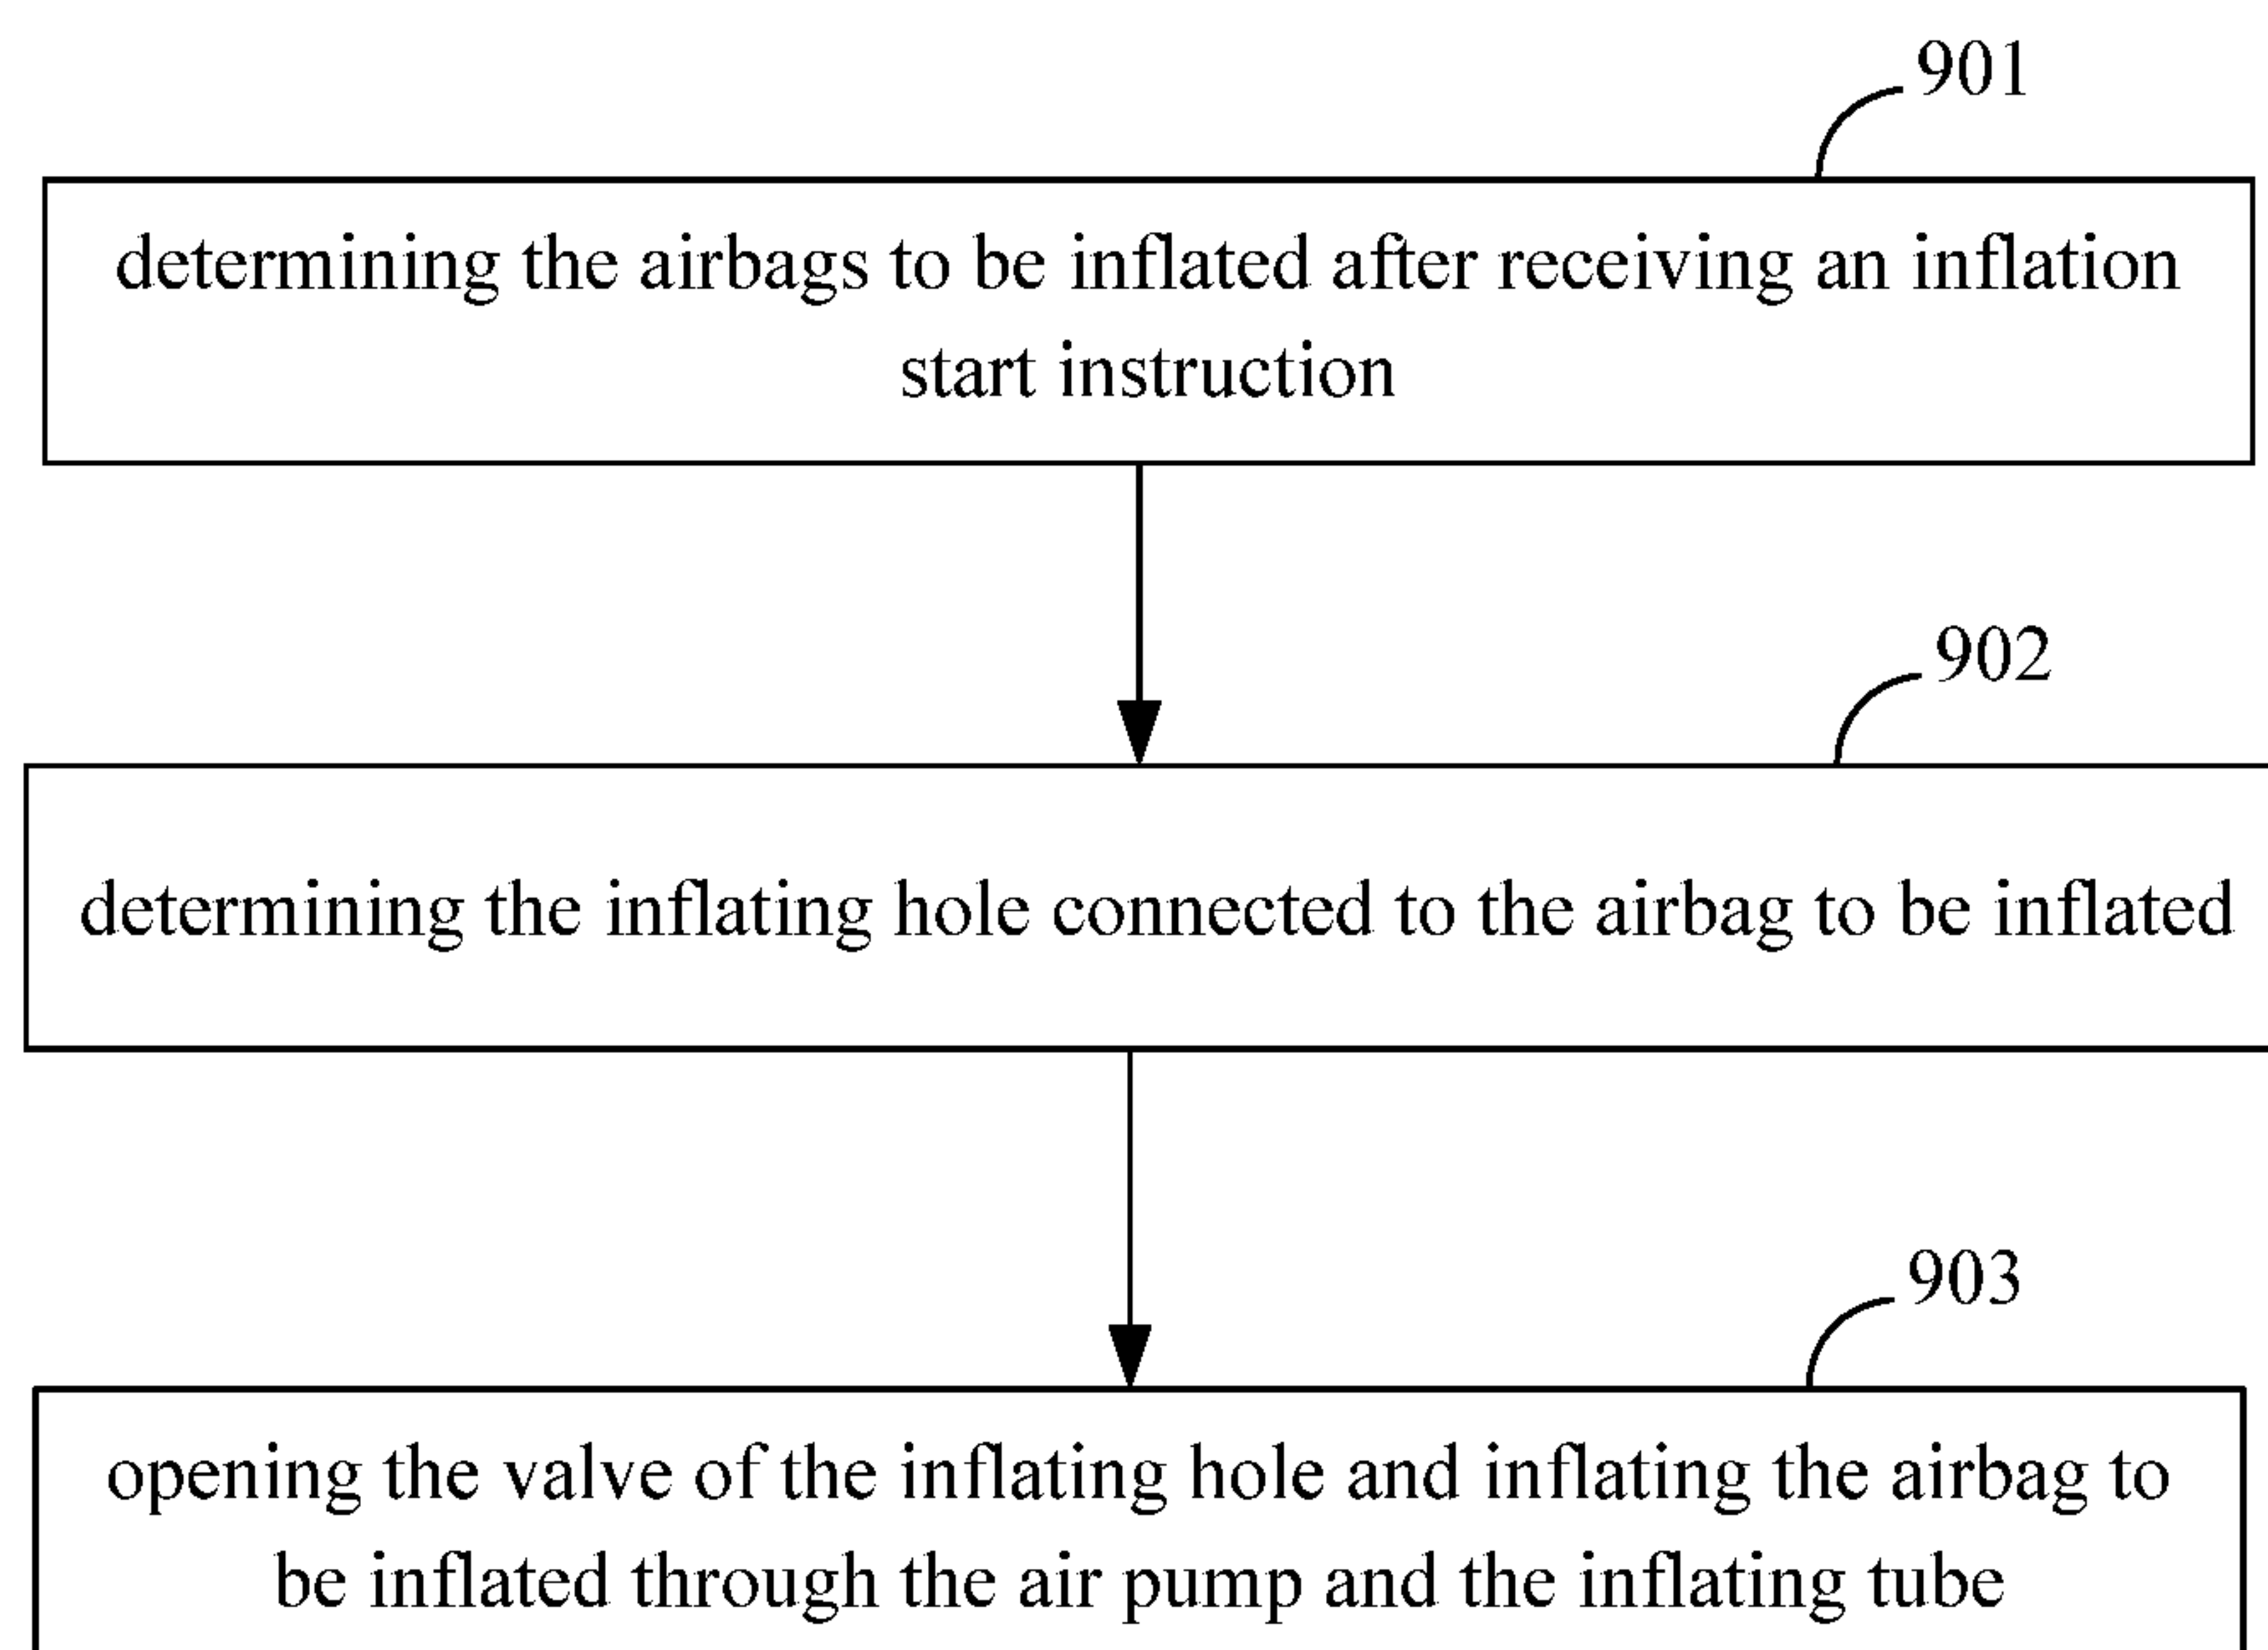 901
determining the airbags to be inflated after receiving an inflation
start instruction
902
determining the inflating hole connected to the airbag to be inflated
903
opening the valve of the inflating hole and inflating the airbag to
be inflated through the air pump and the inflating tube